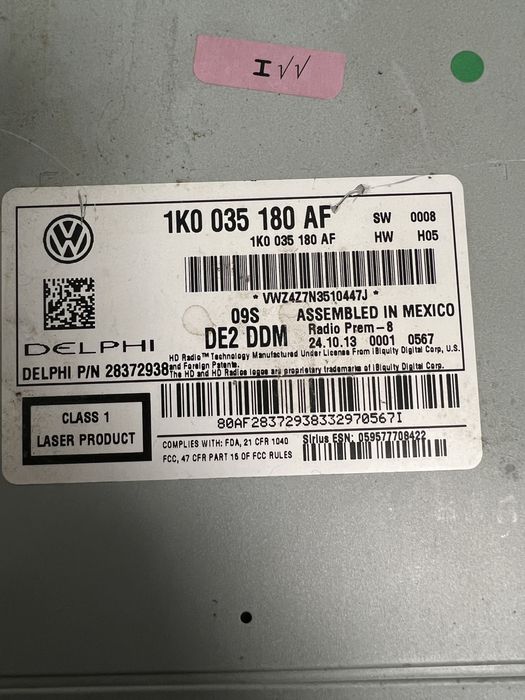 I√√
1K0 035 180 AF SW 0008
1K0 035 180 AF HW H05
* VWZ4Z7N3510447J *
09S ASSEMBLED IN MEXICO
DE2 DDM Radio Prem-8
24.10.13 0001 0567
DELPHI
HD Radio™ Technology Manufactured Under License From iBiquity Digital Corp, U.S.
and Foreign Patents.
DELPHI P/N 28372938
The HD and HD Radios logos are proprietary trademarks of iBiquity Digital Corp.
80AF28372938332970567I
CLASS 1
LASER PRODUCT
COMPLIES WITH: FDA, 21 CFR 1040
FCC, 47 CFR PART 15 OF FCC RULES
Sirius ESN: 059577708422